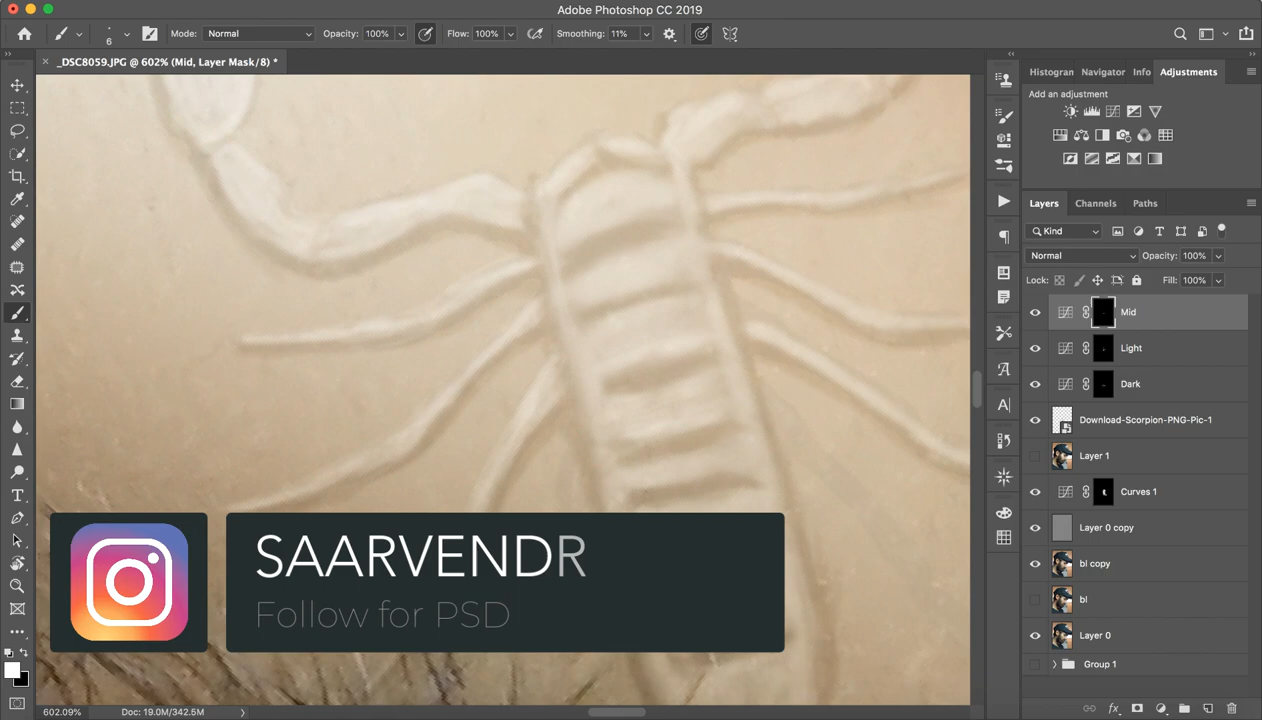 Adobe Photoshop CC 2019
6
Mode: Normal
Opacity: 100%
Flow: 100%
Smoothing: 11%
_DSC8059.JPG @ 602% (Mid, Layer Mask/8) *
Histogran
Navigator
Info
Adjustments
Add an adjustment
Layers
Channels
Paths
Kind
Normal
Opacity: 100%
Lock:
Fill: 100%
Mid
Light
Dark
Download-Scorpion-PNG-Pic-1
Layer 1
Curves 1
Layer 0 copy
bl copy
bl
Layer 0
Group 1
SAARVENDR
Follow for PSD
602.09%
Doc: 19.0M/342.5M